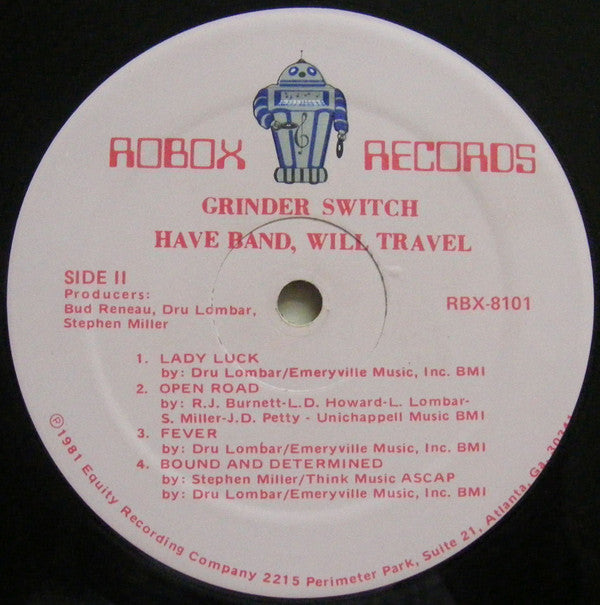 ROBOX RECORDS
GRINDER SWITCH
HAVE BAND, WILL TRAVEL
SIDE II
Producers:
Bud Reneau, Dru Lombar,
Stephen Miller
RBX-8101
1. LADY LUCK
by: Dru Lombar/Emeryville Music, Inc. BMI
2. OPEN ROAD
by: R.J. Burnett-L.D. Howard-L. Lombar-
S. Miller-J.D. Petty - Unichappell Music BMI
3. FEVER
by: Dru Lombar/Emeryville Music, Inc. BMI
4. BOUND AND DETERMINED
by: Stephen Miller/Think Music ASCAP
by: Dru Lombar/Emeryville Music, Inc. BMI
Ⓟ1981 Equity Recording Company 2215 Perimeter Park, Suite 21, Atlanta, Ga.